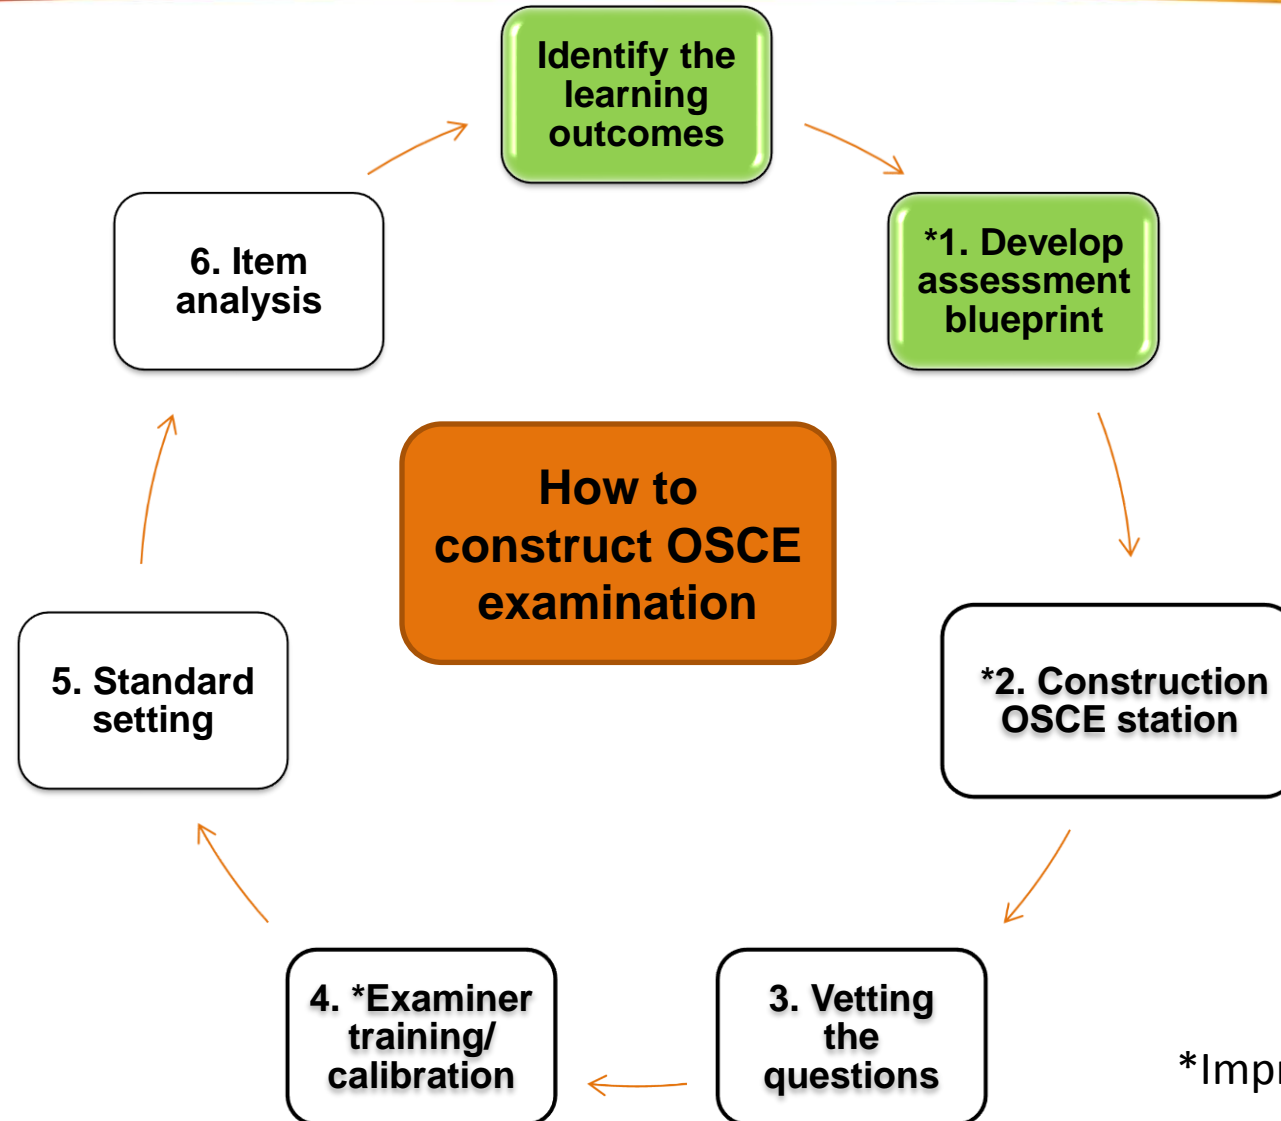 Identify the
learning
outcomes
*1. Develop
assessment
blueprint
6. Item
analysis
How to
construct OSCE
examination
*2. Construction
OSCE station
5. Standard
setting
3. Vetting
the
questions
4. *Examiner
training/
calibration